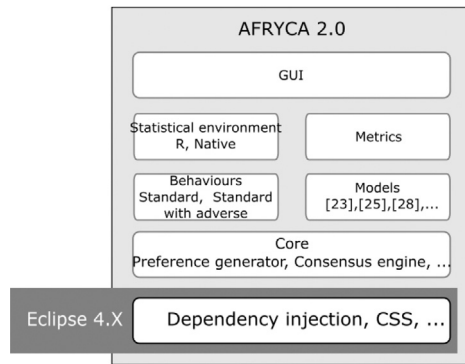 AFRYCA 2.0
GUI
Statistical environment
R, Native
Metrics
Behaviours
Standard, Standard
with adverse
Models
[23],[25],[28],...
Core
Preference generator, Consensus engine, ...
Eclipse 4.X
Dependency injection, CSS, ...